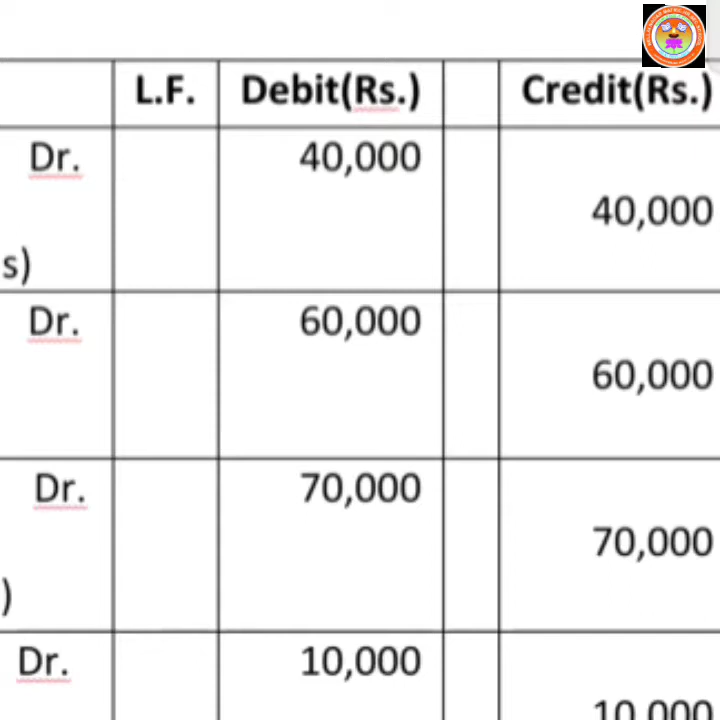 L.F. Debit(Rs.) Credit(Rs.)
Dr. 40,000
40,000
s)
Dr. 60,000
60,000
Dr. 70,000
70,000
)
Dr. 10,000
10,000